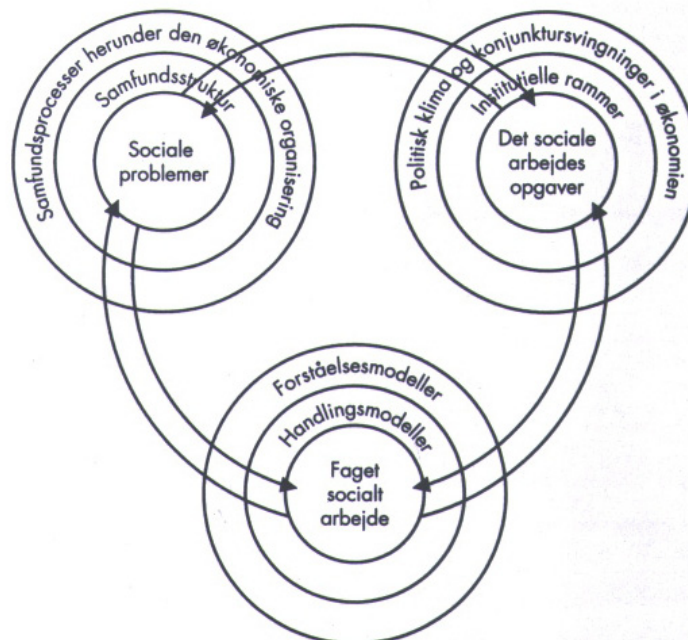 Samfundsprocesser herunder den økonomiske organisering
Samfundsstruktur
Sociale
problemer
Politisk klima og konjunktursvingninger i økonomien
Institutielle rammer
Det sociale
arbejdes
opgaver
Forståelsesmodeller
Handlingsmodeller
Faget
socialt
arbejde